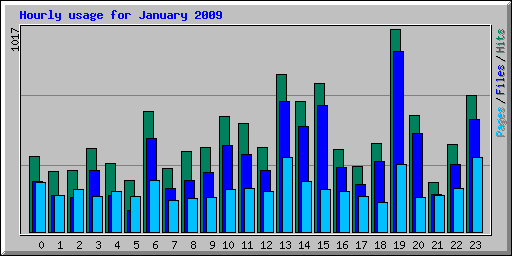 Hourly usage for January 2009
1017
Pages / Files / Hits
0 1 2 3 4 5 6 7 8 9 10 11 12 13 14 15 16 17 18 19 20 21 22 23